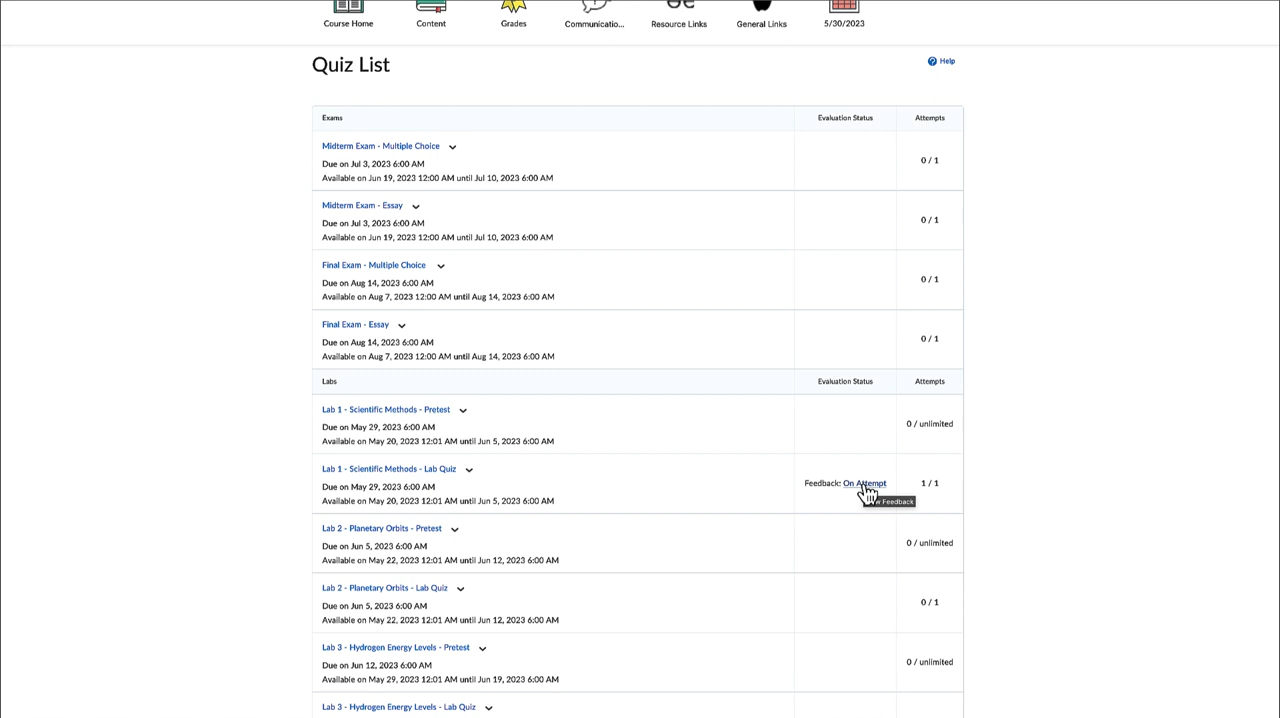 Course Home
Content
Grades
Communicatio...
Resource Links
General Links
5/30/2023
Quiz List
Help
Exams Evaluation Status Attempts
Midterm Exam - Multiple Choice
Due on Jul 3, 2023 6:00 AM
Available on Jun 19, 2023 12:00 AM until Jul 10, 2023 6:00 AM
0 / 1
Midterm Exam - Essay
Due on Jul 3, 2023 6:00 AM
Available on Jun 19, 2023 12:00 AM until Jul 10, 2023 6:00 AM
0 / 1
Final Exam - Multiple Choice
Due on Aug 14, 2023 6:00 AM
Available on Aug 7, 2023 12:00 AM until Aug 14, 2023 6:00 AM
0 / 1
Final Exam - Essay
Due on Aug 14, 2023 6:00 AM
Available on Aug 7, 2023 12:00 AM until Aug 14, 2023 6:00 AM
0 / 1
Labs Evaluation Status Attempts
Lab 1 - Scientific Methods - Pretest
Due on May 29, 2023 6:00 AM
Available on May 20, 2023 12:01 AM until Jun 5, 2023 6:00 AM
0 / unlimited
Lab 1 - Scientific Methods - Lab Quiz
Due on May 29, 2023 6:00 AM
Available on May 20, 2023 12:01 AM until Jun 5, 2023 6:00 AM
Feedback: On Attempt
Feedback
1 / 1
Lab 2 - Planetary Orbits - Pretest
Due on Jun 5, 2023 6:00 AM
Available on May 22, 2023 12:01 AM until Jun 12, 2023 6:00 AM
0 / unlimited
Lab 2 - Planetary Orbits - Lab Quiz
Due on Jun 5, 2023 6:00 AM
Available on May 22, 2023 12:01 AM until Jun 12, 2023 6:00 AM
0 / 1
Lab 3 - Hydrogen Energy Levels - Pretest
Due on Jun 12, 2023 6:00 AM
Available on May 29, 2023 12:01 AM until Jun 19, 2023 6:00 AM
0 / unlimited
Lab 3 - Hydrogen Energy Levels - Lab Quiz